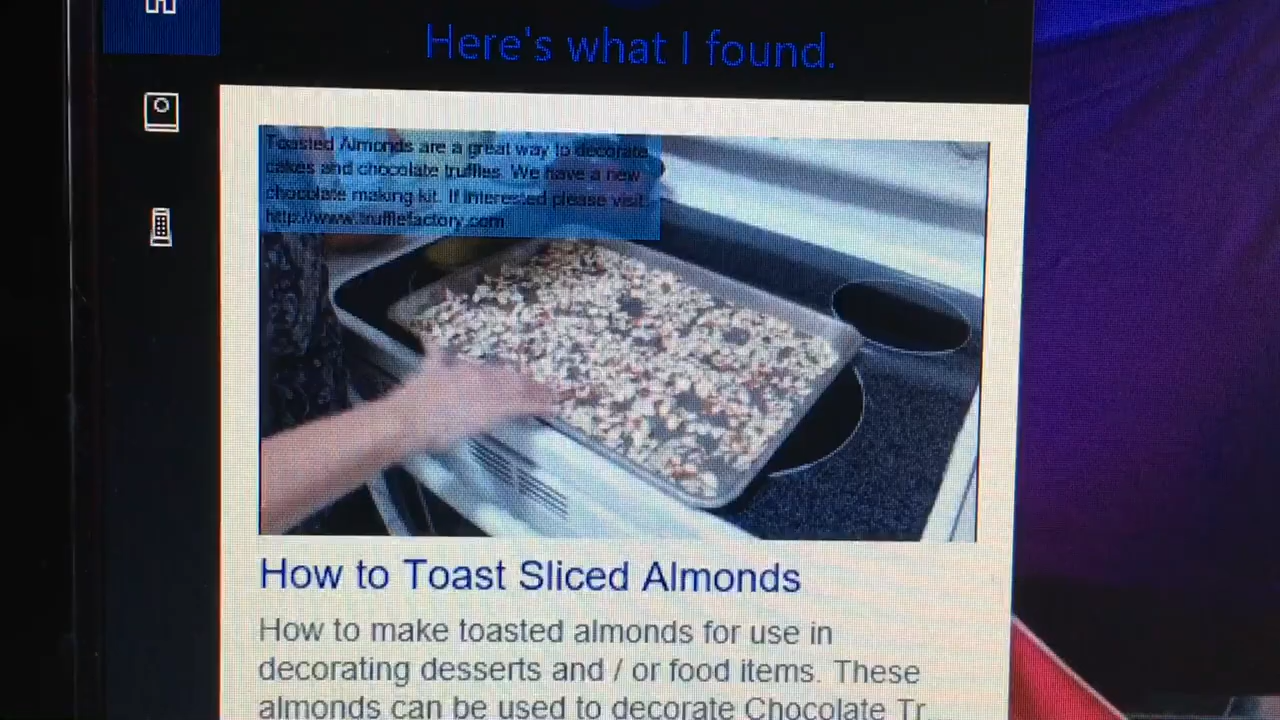 Here's what I found.
Toasted Almonds are a great way to decorate
cakes and chocolate truffles. We have a new
chocolate making kit. If interested please visit
http://www.trufflefactory.com
How to Toast Sliced Almonds
How to make toasted almonds for use in
decorating desserts and / or food items. These
almonds can be used to decorate Chocolate Tr...